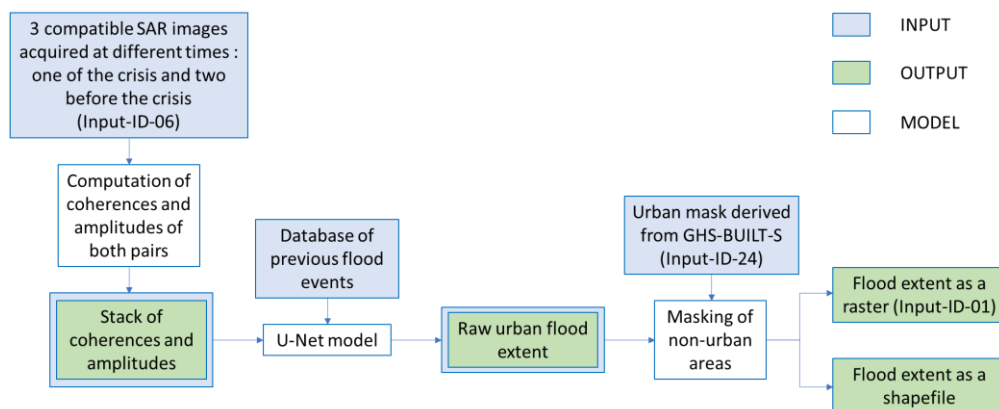 3 compatible SAR images
acquired at different times :
one of the crisis and two
before the crisis
(Input-ID-06)
INPUT
OUTPUT
MODEL
Computation of
coherences and
amplitudes of
both pairs
Database of
previous flood
events
Urban mask derived
from GHS-BUILT-S
(Input-ID-24)
Stack of
coherences and
amplitudes
U-Net model
Raw urban flood
extent
Masking of
non-urban
areas
Flood extent as a
raster (Input-ID-01)
Flood extent as a
shapefile